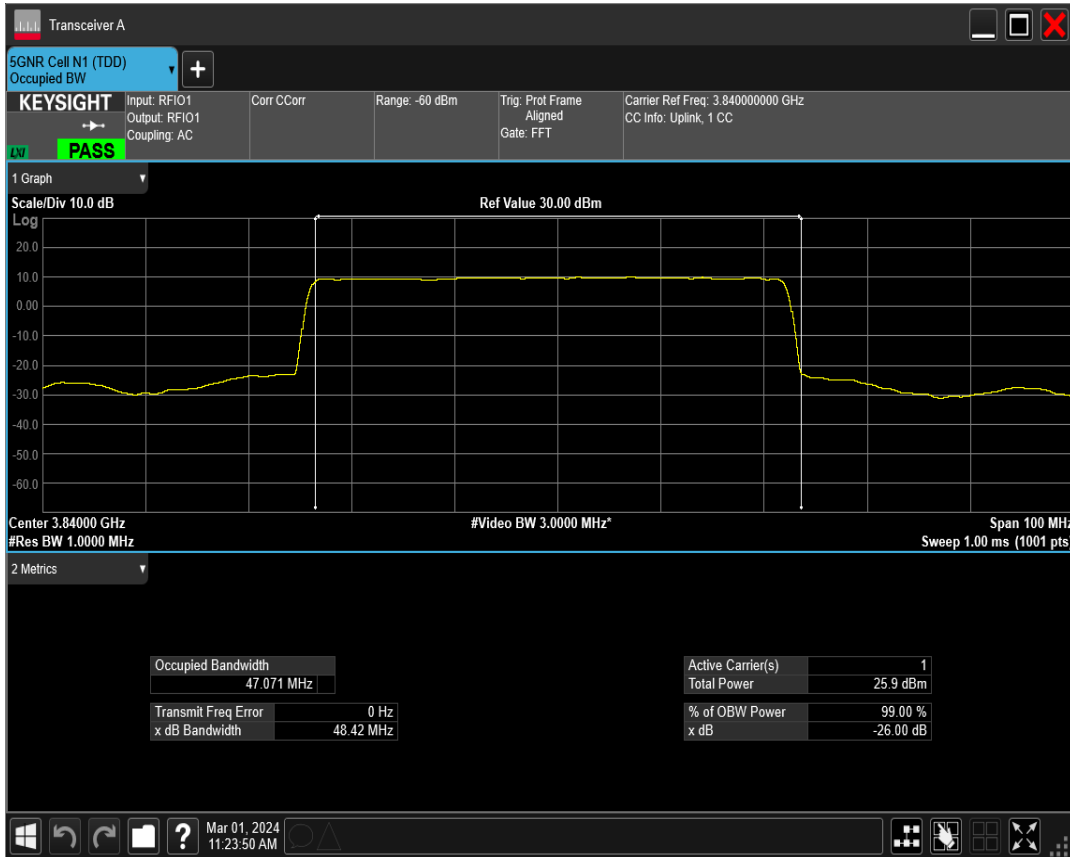 Transceiver A
5GNR Cell N1 (TDD)
Occupied BW
+
KEYSIGHT
LXI
PASS
Input: RFIO1
Output: RFIO1
Coupling: AC
Corr CCorr
Range: -60 dBm
Trig: Prot Frame
Aligned
Gate: FFT
Carrier Ref Freq: 3.840000000 GHz
CC Info: Uplink, 1 CC
1 Graph
Scale/Div 10.0 dB
Ref Value 30.00 dBm
Log
20.0
10.0
0.00
-10.0
-20.0
-30.0
-40.0
-50.0
-60.0
Center 3.84000 GHz
#Video BW 3.0000 MHz*
Span 100 MHz
#Res BW 1.0000 MHz
Sweep 1.00 ms (1001 pts)
2 Metrics
Occupied Bandwidth
47.071 MHz
Transmit Freq Error 0 Hz
x dB Bandwidth 48.42 MHz
Active Carrier(s) 1
Total Power 25.9 dBm
% of OBW Power 99.00 %
x dB -26.00 dB
?
Mar 01, 2024
11:23:50 AM